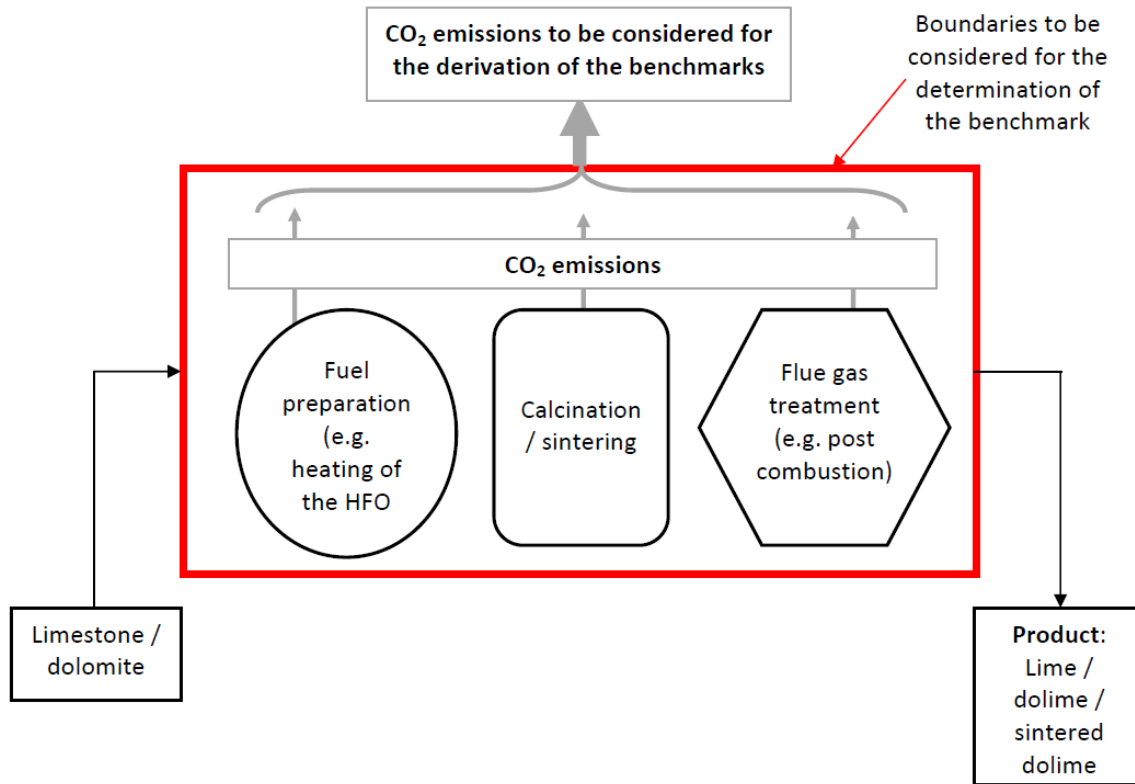 CO₂ emissions to be considered for
the derivation of the benchmarks
Boundaries to be
considered for the
determination of
the benchmark
CO₂ emissions
Fuel
preparation
(e.g.
heating of
the HFO
Calcination
/ sintering
Flue gas
treatment
(e.g. post
combustion)
Limestone /
dolomite
Product:
Lime /
dolime /
sintered
dolime